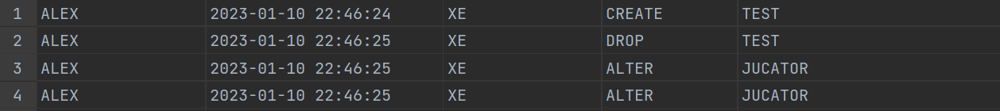 1 ALEX 2023-01-10 22:46:24 XE CREATE TEST
2 ALEX 2023-01-10 22:46:25 XE DROP TEST
3 ALEX 2023-01-10 22:46:25 XE ALTER JUCATOR
4 ALEX 2023-01-10 22:46:25 XE ALTER JUCATOR